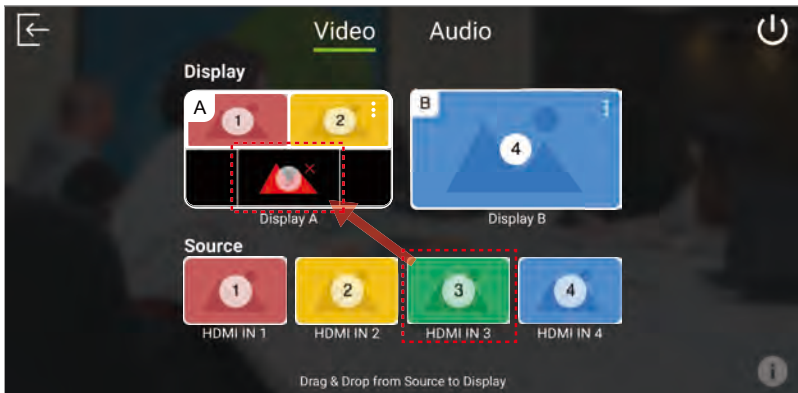 Video Audio
Display
A 1 2 B 4
3
Display A Display B
Source
1 2 3 4
HDMI IN 1 HDMI IN 2 HDMI IN 3 HDMI IN 4
Drag & Drop from Source to Display
i